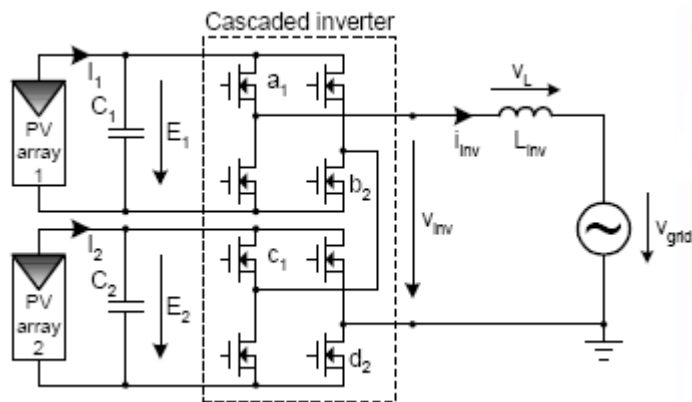 Cascaded inverter
I1
PV
array
1
C1
E1
a1
b2
I2
PV
array
2
C2
E2
c1
d2
iInv
vL
LInv
vInv
vgrid